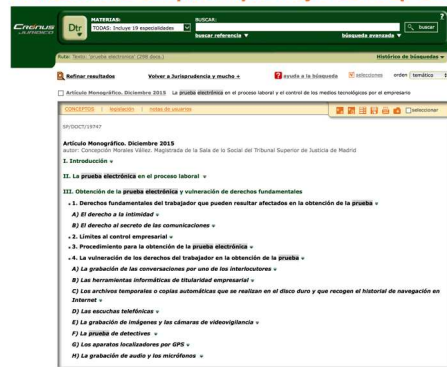 CRONUS
JURÍDICO
Dtr
MATERIAS:
TODAS: Incluye 19 especialidades
BUSCAR:
buscar
?
buscar referencia
búsqueda avanzada
Ruta: Texto: 'prueba electronica' (298 docs.)
Histórico de búsquedas
Refinar resultados
Volver a Jurisprudencia y mucho +
? ayuda a la búsqueda
selecciones
orden temático
Artículo Monográfico. Diciembre 2015 La prueba electrónica en el proceso laboral y el control de los medios tecnológicos por el empresario
CONCEPTOS | legislación | notas de usuarios
seleccionar
SP/DOCT/19747
Artículo Monográfico. Diciembre 2015
autor: Concepción Morales Vállez. Magistrada de la Sala de lo Social del Tribunal Superior de Justicia de Madrid
I. Introducción
II. La prueba electrónica en el proceso laboral
III. Obtención de la prueba electrónica y vulneración de derechos fundamentales
1. Derechos fundamentales del trabajador que pueden resultar afectados en la obtención de la prueba
A) El derecho a la intimidad
B) El derecho al secreto de las comunicaciones
2. Límites al control empresarial
3. Procedimiento para la obtención de la prueba electrónica
4. La vulneración de los derechos del trabajador en la obtención de la prueba
A) La grabación de las conversaciones por uno de los interlocutores
B) Las herramientas informáticas de titularidad empresarial
C) Los archivos temporales o copias automáticas que se realizan en el disco duro y que recogen el historial de navegación en
Internet
D) Las escuchas telefónicas
E) La grabación de imágenes y las cámaras de videovigilancia
F) La prueba de detectives
G) Los aparatos localizadores por GPS
H) La grabación de audio y los micrófonos